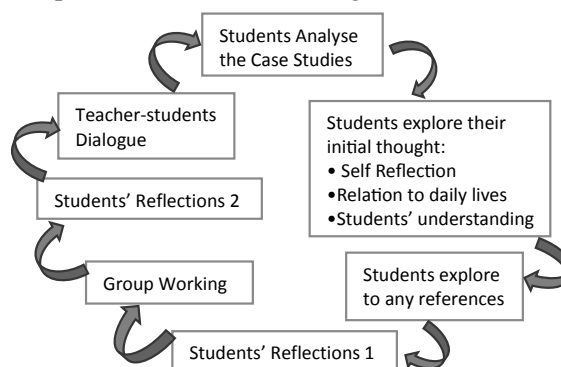 Students Analyse
the Case Studies
Students explore their
initial thought:
• Self Reflection
•Relation to daily lives
•Students' understanding
Students explore
to any references
Students' Reflections 1
Group Working
Students' Reflections 2
Teacher-students
Dialogue